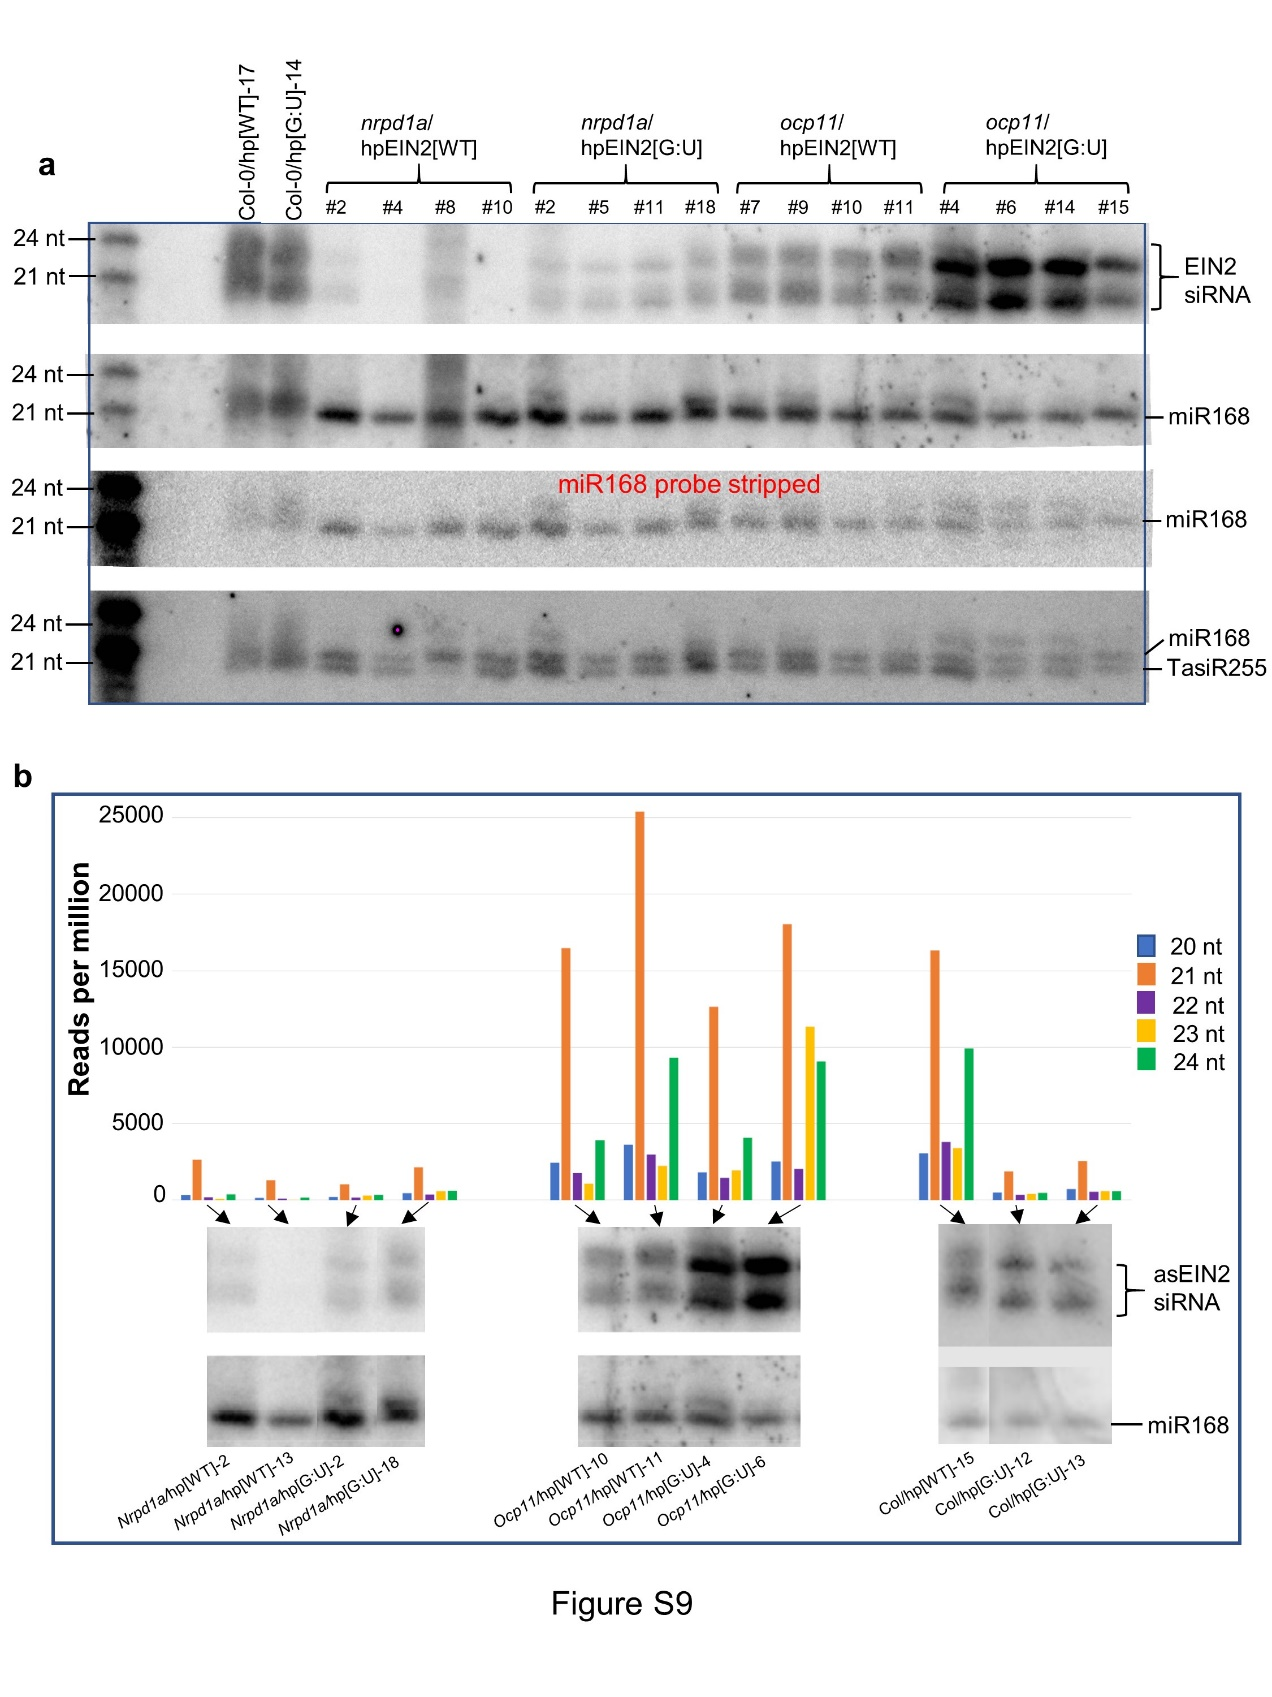 a
Col-0/hp[WT]-17
Col-0/hp[G:U]-14
nrpd1a/
hpEIN2[WT]
nrpd1a/
hpEIN2[G:U]
ocp11/
hpEIN2[WT]
ocp11/
hpEIN2[G:U]
#2 #4 #8 #10 #2 #5 #11 #18 #7 #9 #10 #11 #4 #6 #14 #15
24 nt
21 nt
EIN2
siRNA
24 nt
21 nt
miR168
miR168 probe stripped
24 nt
21 nt
miR168
24 nt
21 nt
miR168
TasiR255
b
Reads per million
25000
20000
15000
10000
5000
0
20 nt
21 nt
22 nt
23 nt
24 nt
asEIN2
siRNA
miR168
Nrpd1a/hp[WT]-2
Nrpd1a/hp[WT]-13
Nrpd1a/hp[G:U]-2
Nrpd1a/hp[G:U]-18
Ocp11/hp[WT]-10
Ocp11/hp[WT]-11
Ocp11/hp[G:U]-4
Ocp11/hp[G:U]-6
Col/hp[WT]-15
Col/hp[G:U]-12
Col/hp[G:U]-13
Figure S9